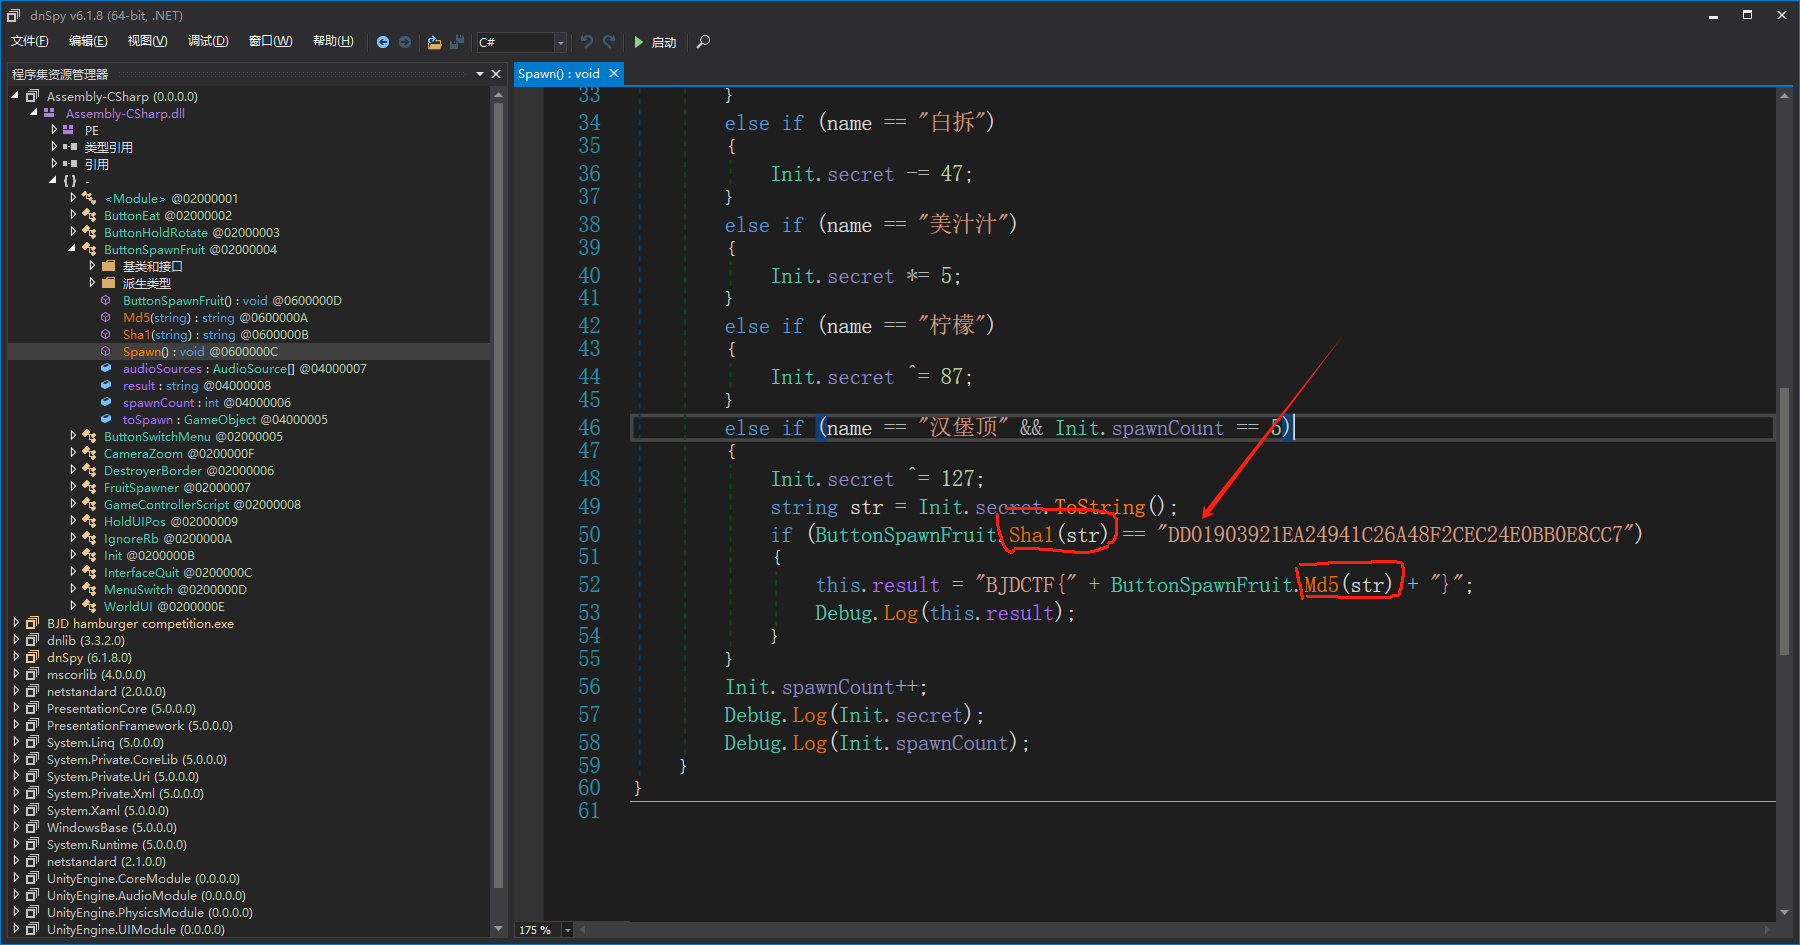 dnSpy v6.1.8 (64-bit, .NET)
文件(F) 编辑(E) 视图(V) 调试(D) 窗口(W) 帮助(H) C# 启动
程序集资源管理器
Assembly-CSharp (0.0.0.0)
Assembly-CSharp.dll
PE
类型引用
引用
{} -
<Module> @02000001
ButtonEat @02000002
ButtonHoldRotate @02000003
ButtonSpawnFruit @02000004
基类和接口
派生类型
ButtonSpawnFruit() : void @0600000D
Md5(string) : string @0600000A
Sha1(string) : string @0600000B
Spawn() : void @0600000C
audioSources : AudioSource[] @04000007
result : string @04000008
spawnCount : int @04000006
toSpawn : GameObject @04000005
ButtonSwitchMenu @02000005
CameraZoom @0200000F
DestroyerBorder @02000006
FruitSpawner @02000007
GameControllerScript @02000008
HoldUIPos @02000009
IgnoreRb @0200000A
Init @0200000B
InterfaceQuit @0200000C
MenuSwitch @0200000D
WorldUI @0200000E
BJD hamburger competition.exe
dnlib (3.3.2.0)
dnSpy (6.1.8.0)
mscorlib (4.0.0.0)
netstandard (2.0.0.0)
PresentationCore (5.0.0.0)
PresentationFramework (5.0.0.0)
System.Linq (5.0.0.0)
System.Private.CoreLib (5.0.0.0)
System.Private.Uri (5.0.0.0)
System.Private.Xml (5.0.0.0)
System.Xaml (5.0.0.0)
WindowsBase (5.0.0.0)
System.Runtime (5.0.0.0)
netstandard (2.1.0.0)
UnityEngine.CoreModule (0.0.0.0)
UnityEngine.AudioModule (0.0.0.0)
UnityEngine.PhysicsModule (0.0.0.0)
UnityEngine.UIModule (0.0.0.0)
Spawn() : void
33 }
34 else if (name == "白拆")
35 {
36 Init.secret -= 47;
37 }
38 else if (name == "美汁汁")
39 {
40 Init.secret *= 5;
41 }
42 else if (name == "柠檬")
43 {
44 Init.secret ^= 87;
45 }
46 else if (name == "汉堡顶" && Init.spawnCount == 5)
47 {
48 Init.secret ^= 127;
49 string str = Init.secret.ToString();
50 if (ButtonSpawnFruit.Sha1(str) == "DD01903921EA24941C26A48F2CEC24E0BB0E8CC7")
51 {
52 this.result = "BJDCTF{" + ButtonSpawnFruit.Md5(str) + "}";
53 Debug.Log(this.result);
54 }
55 }
56 Init.spawnCount++;
57 Debug.Log(Init.secret);
58 Debug.Log(Init.spawnCount);
59 }
60 }
61
175 %